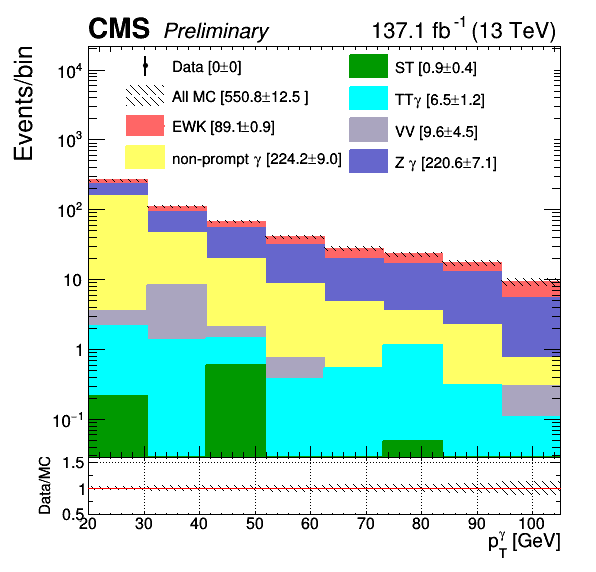 CMS Preliminary 137.1 fb⁻¹ (13 TeV)
Events/bin
10⁴
10³
10²
10
1
10⁻¹
Data [0±0]
All MC [550.8±12.5 ]
EWK [89.1±0.9]
non-prompt γ [224.2±9.0]
ST [0.9±0.4]
TTγ [6.5±1.2]
VV [9.6±4.5]
Z γ [220.6±7.1]
Data/MC
1.5
1
0.5
20 30 40 50 60 70 80 90 100
p_T^γ [GeV]